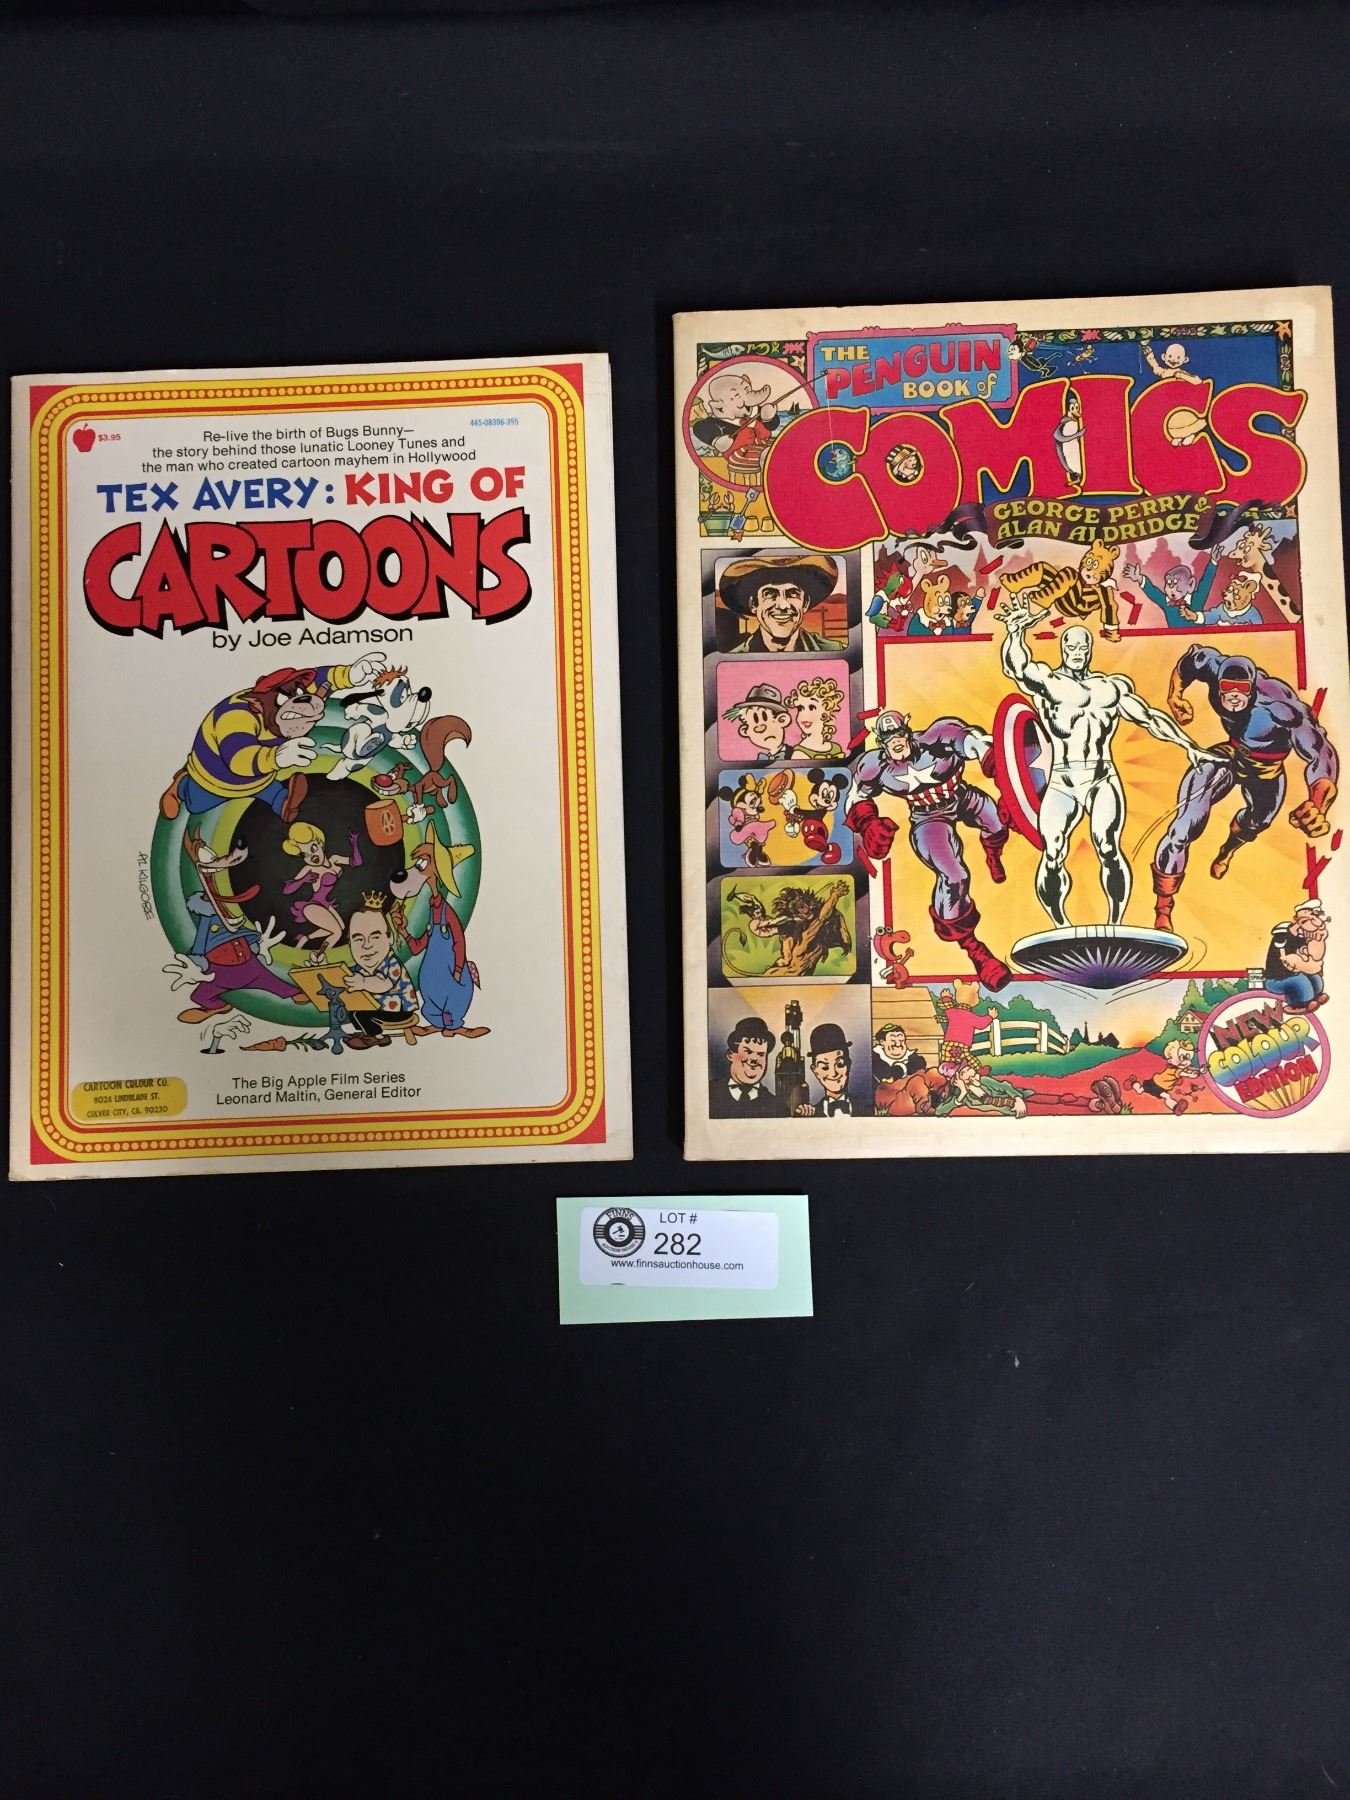 $3.95
445-08396-395
Re-live the birth of Bugs Bunny—
the story behind those lunatic Looney Tunes and
the man who created cartoon mayhem in Hollywood
TEX AVERY: KING OF
CARTOONS
by Joe Adamson
AL KILGORE
CARTOON COLOUR CO.
9024 LINDBLADE ST.
CULVER CITY, CA. 90230
The Big Apple Film Series
Leonard Maltin, General Editor
THE
PENGUIN
BOOK of
COMICS
GEORGE PERRY &
ALAN ALDRIDGE
A
NEW
COLOUR
EDITION
FINNS
AUCTION HOUSE
LOT #
282
www.finnsauctionhouse.com